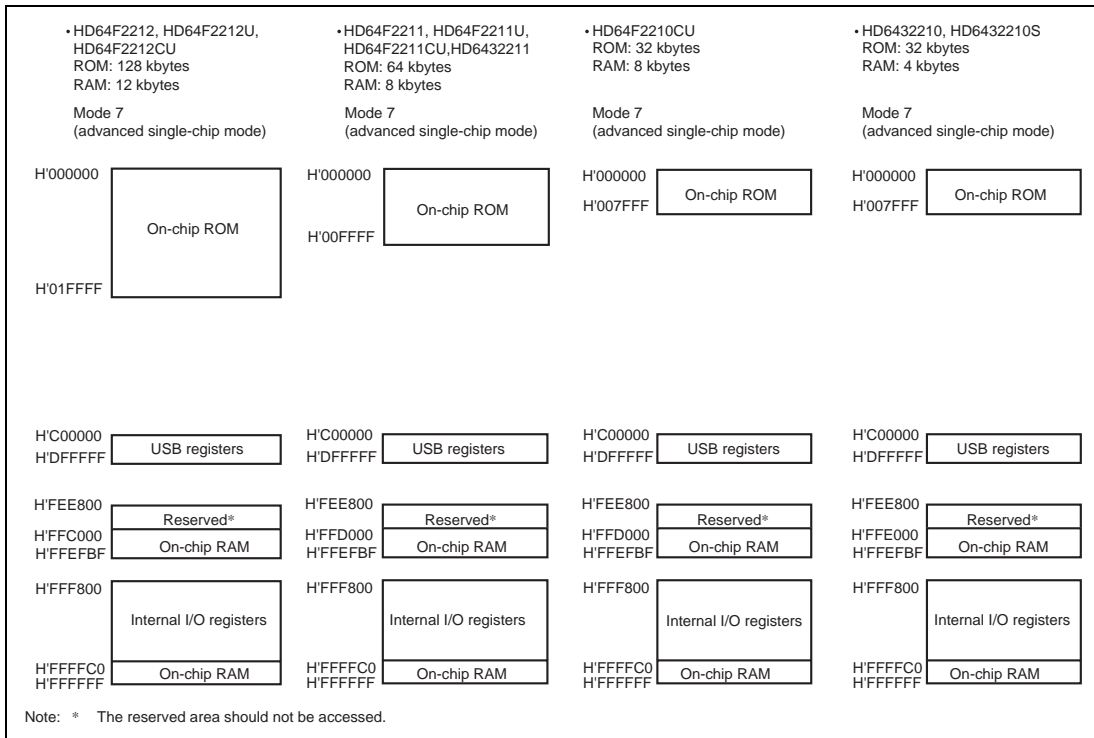 • HD64F2212, HD64F2212U,
HD64F2212CU
ROM: 128 kbytes
RAM: 12 kbytes
Mode 7
(advanced single-chip mode)
H'000000
On-chip ROM
H'01FFFF
H'C00000
USB registers
H'DFFFFF
H'FEE800
Reserved*
H'FFC000
On-chip RAM
H'FFEFBF
H'FFF800
Internal I/O registers
H'FFFFC0
On-chip RAM
H'FFFFFF
• HD64F2211, HD64F2211U,
HD64F2211CU,HD6432211
ROM: 64 kbytes
RAM: 8 kbytes
Mode 7
(advanced single-chip mode)
H'000000
On-chip ROM
H'00FFFF
H'C00000
USB registers
H'DFFFFF
H'FEE800
Reserved*
H'FFD000
On-chip RAM
H'FFEFBF
H'FFF800
Internal I/O registers
H'FFFFC0
On-chip RAM
H'FFFFFF
• HD64F2210CU
ROM: 32 kbytes
RAM: 8 kbytes
Mode 7
(advanced single-chip mode)
H'000000
On-chip ROM
H'007FFF
H'C00000
USB registers
H'DFFFFF
H'FEE800
Reserved*
H'FFD000
On-chip RAM
H'FFEFBF
H'FFF800
Internal I/O registers
H'FFFFC0
On-chip RAM
H'FFFFFF
• HD6432210, HD6432210S
ROM: 32 kbytes
RAM: 4 kbytes
Mode 7
(advanced single-chip mode)
H'000000
On-chip ROM
H'007FFF
H'C00000
USB registers
H'DFFFFF
H'FEE800
Reserved*
H'FFE000
On-chip RAM
H'FFEFBF
H'FFF800
Internal I/O registers
H'FFFFC0
On-chip RAM
H'FFFFFF
Note: * The reserved area should not be accessed.